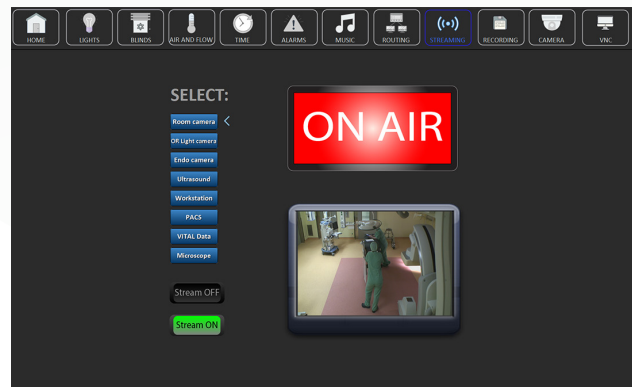 HOME
LIGHTS
BLINDS
AIR AND FLOW
TIME
ALARMS
MUSIC
ROUTING
STREAMING
RECORDING
CAMERA
VNC
SELECT:
Room camera <
OR Light camera
Endo camera
Ultrasound
Workstation
PACS
VITAL Data
Microscope
Stream OFF
Stream ON
ON AIR